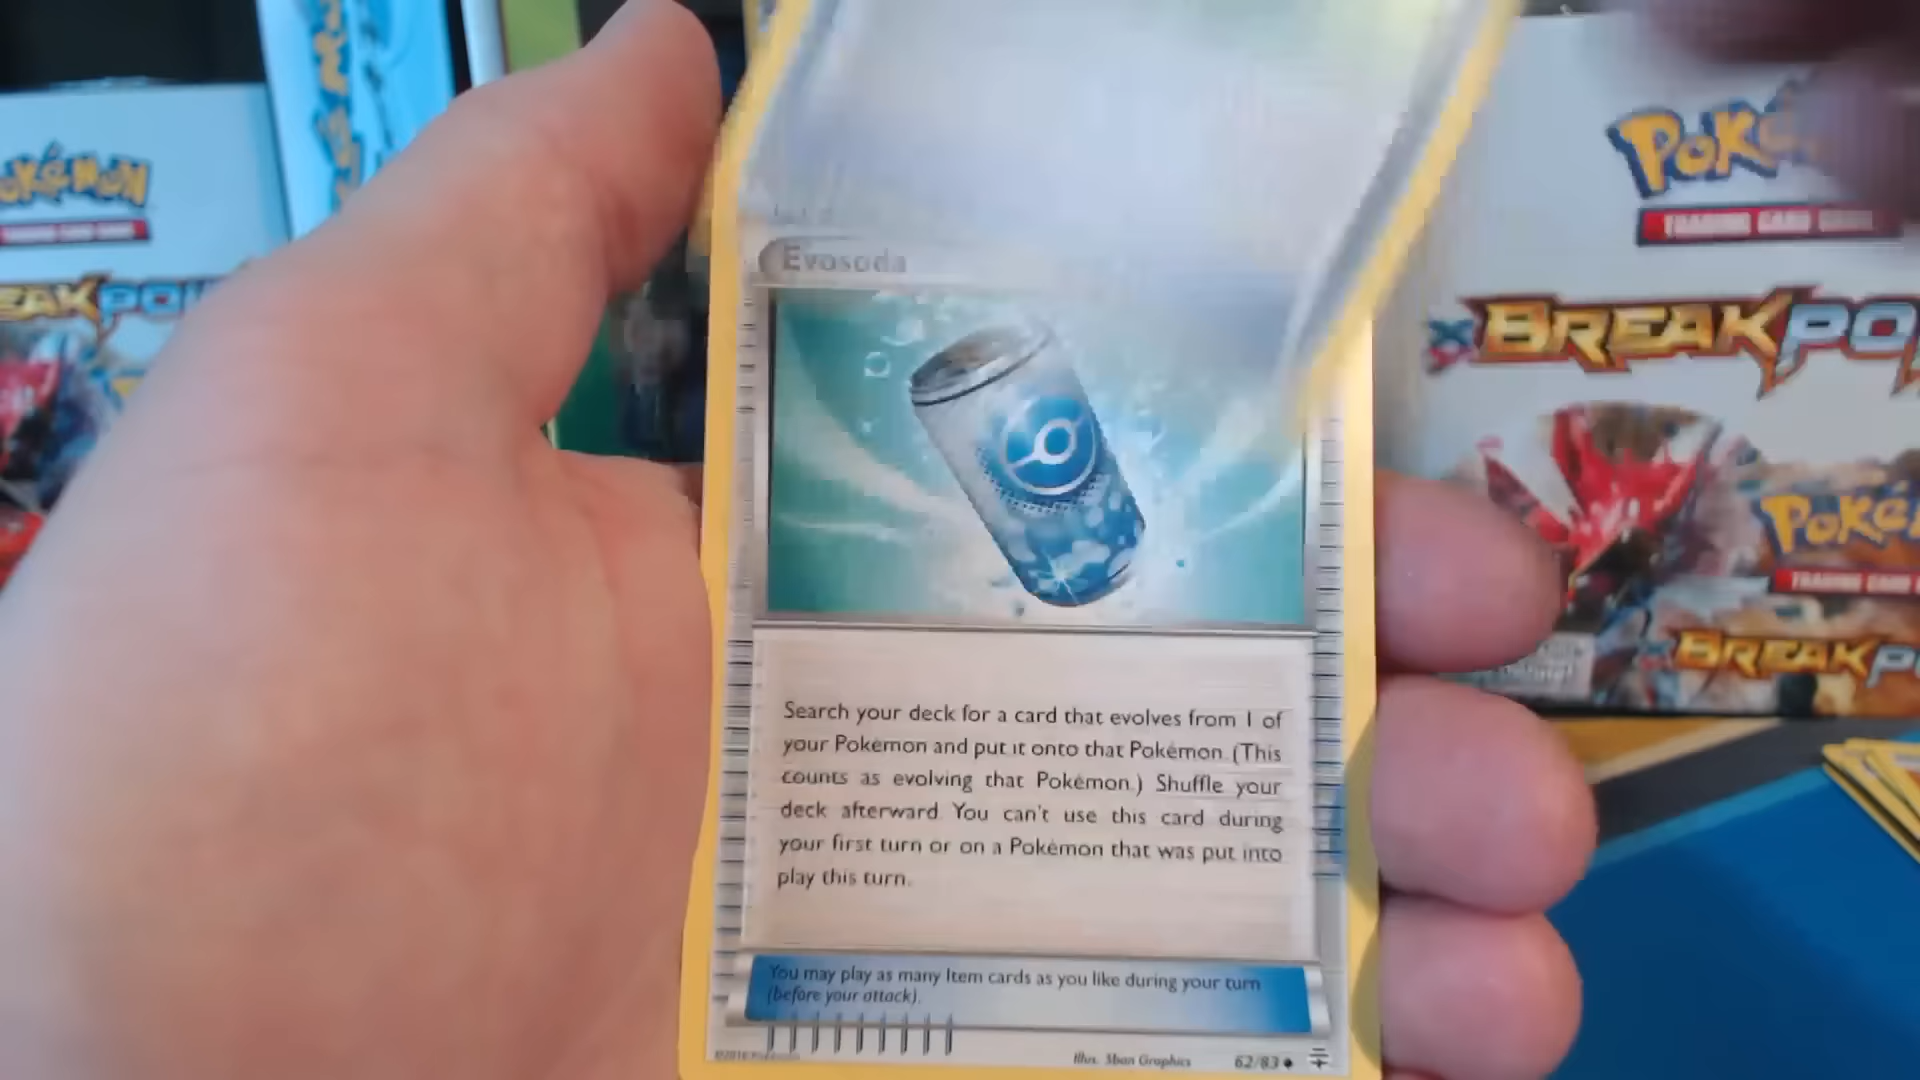 POKéMON
TRADING CARD GAME
BREAK
Evosoda
Search your deck for a card that evolves from 1 of
your Pokémon and put it onto that Pokémon. (This
counts as evolving that Pokémon.) Shuffle your
deck afterward. You can't use this card during
your first turn or on a Pokémon that was put into
play this turn.
You may play as many Item cards as you like during your turn
(before your attack).
Illus. 5ban Graphics
62/83
TRADING CARD GAME
BREAK